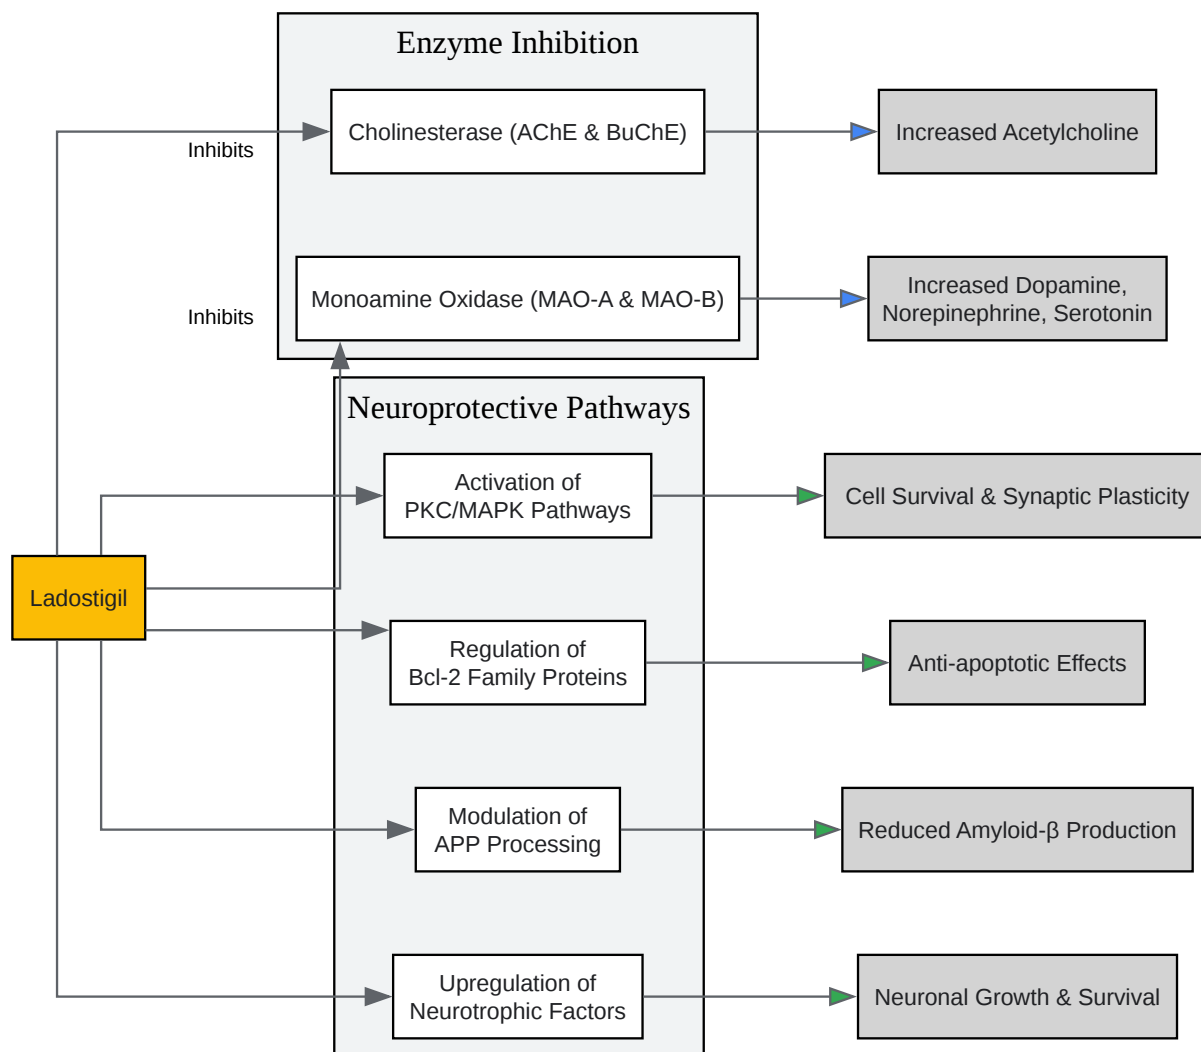 Enzyme Inhibition
Cholinesterase (AChE & BuChE)
Increased Acetylcholine
Inhibits
Monoamine Oxidase (MAO-A & MAO-B)
Increased Dopamine,
Norepinephrine, Serotonin
Inhibits
Neuroprotective Pathways
Activation of
PKC/MAPK Pathways
Cell Survival & Synaptic Plasticity
Ladostigil
Regulation of
Bcl-2 Family Proteins
Anti-apoptotic Effects
Modulation of
APP Processing
Reduced Amyloid-β Production
Upregulation of
Neurotrophic Factors
Neuronal Growth & Survival